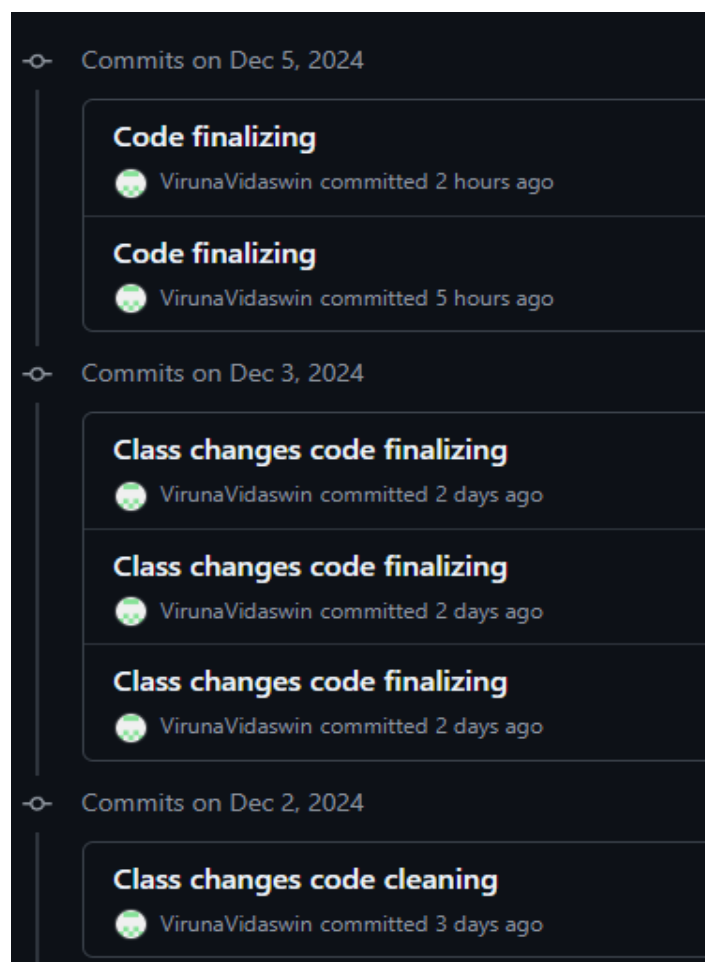 Commits on Dec 5, 2024
Code finalizing
VirunaVidaswin committed 2 hours ago
Code finalizing
VirunaVidaswin committed 5 hours ago
Commits on Dec 3, 2024
Class changes code finalizing
VirunaVidaswin committed 2 days ago
Class changes code finalizing
VirunaVidaswin committed 2 days ago
Class changes code finalizing
VirunaVidaswin committed 2 days ago
Commits on Dec 2, 2024
Class changes code cleaning
VirunaVidaswin committed 3 days ago